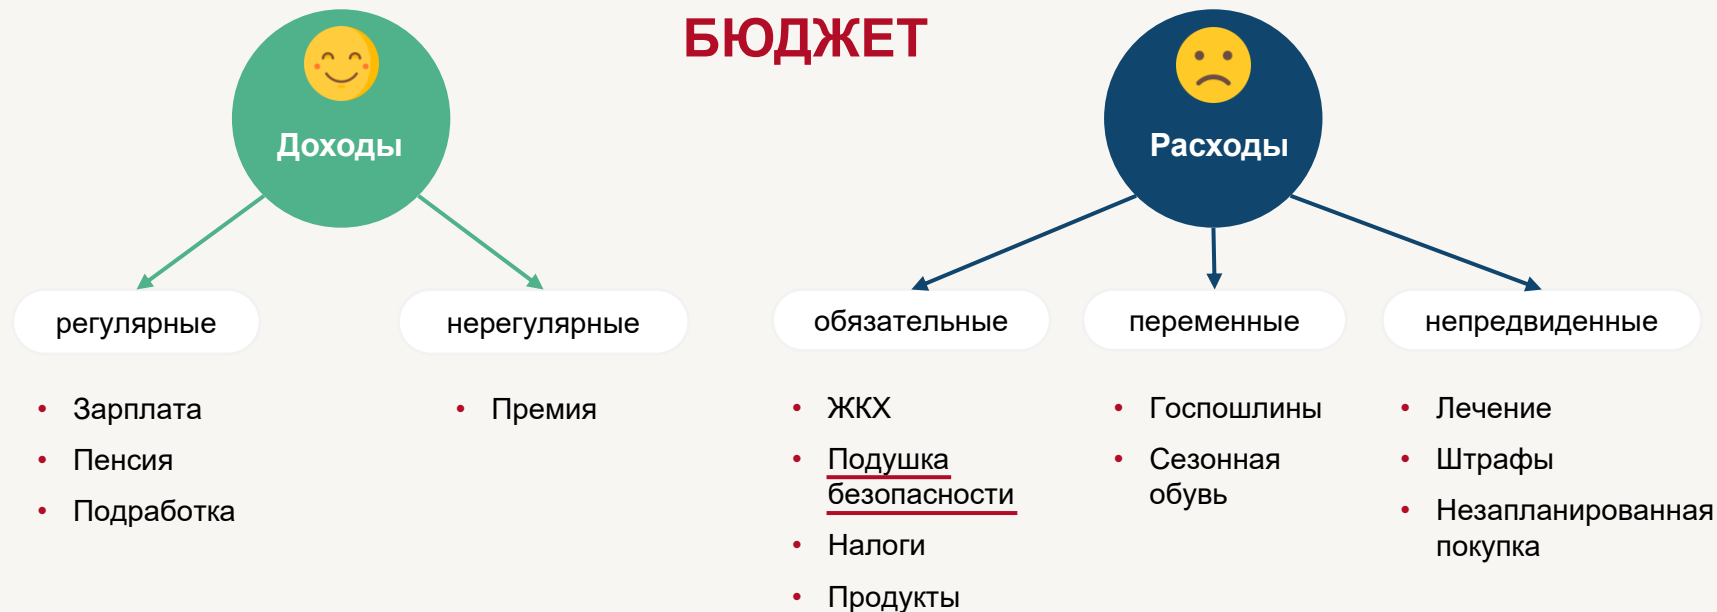 БЮДЖЕТ
Доходы
Расходы
регулярные
нерегулярные
обязательные
переменные
непредвиденные
• Зарплата
• Пенсия
• Подработка
• Премия
• ЖКХ
• Подушка
безопасности
• Налоги
• Продукты
• Госпошлины
• Сезонная
обувь
• Лечение
• Штрафы
• Незапланированная
покупка